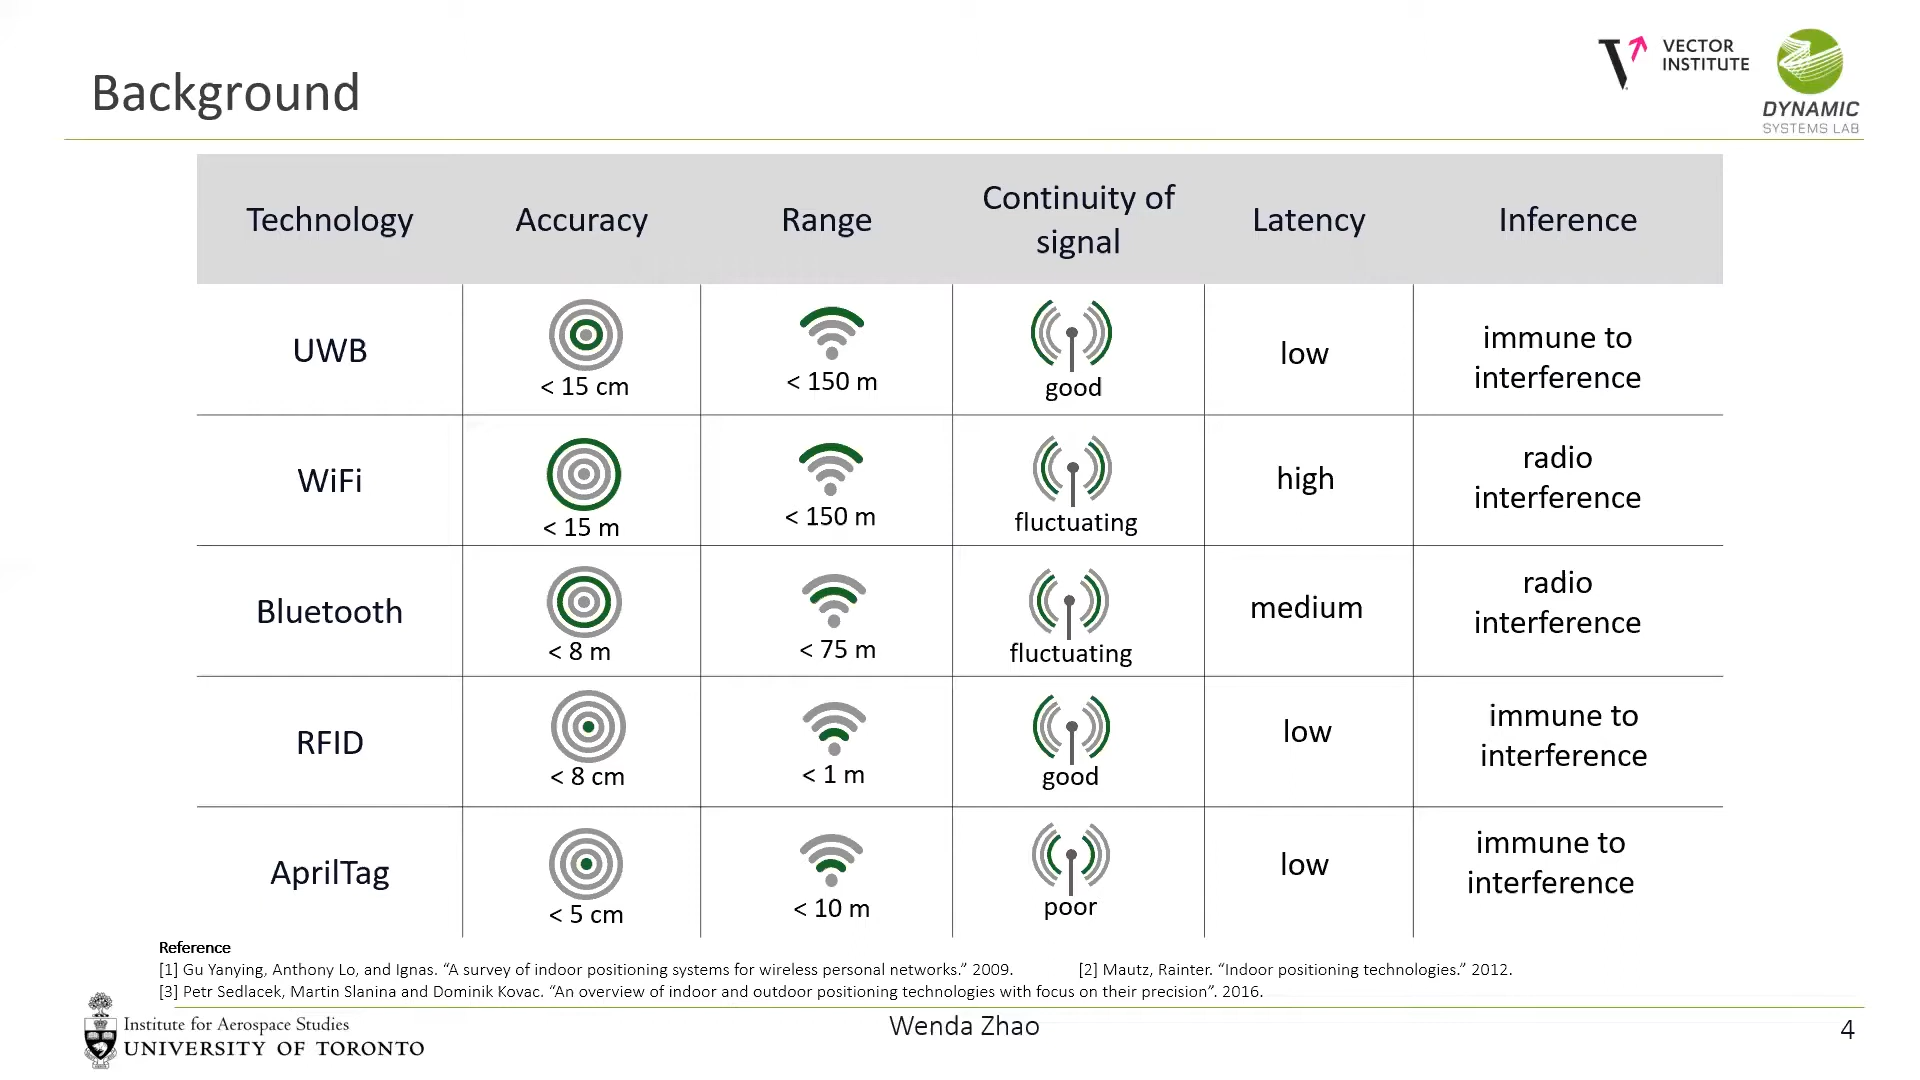 VECTOR
INSTITUTE
DYNAMIC
SYSTEMS LAB
Background
Technology
Accuracy
Range
Continuity of
signal
Latency
Inference
UWB
< 15 cm
< 150 m
good
low
immune to
interference
WiFi
< 15 m
< 150 m
fluctuating
high
radio
interference
Bluetooth
< 8 m
< 75 m
fluctuating
medium
radio
interference
RFID
< 8 cm
< 1 m
good
low
immune to
interference
AprilTag
< 5 cm
< 10 m
poor
low
immune to
interference
Reference
[1] Gu Yanying, Anthony Lo, and Ignas. “A survey of indoor positioning systems for wireless personal networks.” 2009.
[2] Mautz, Rainter. “Indoor positioning technologies.” 2012.
[3] Petr Sedlacek, Martin Slanina and Dominik Kovac. “An overview of indoor and outdoor positioning technologies with focus on their precision”. 2016.
Institute for Aerospace Studies
UNIVERSITY OF TORONTO
Wenda Zhao
4